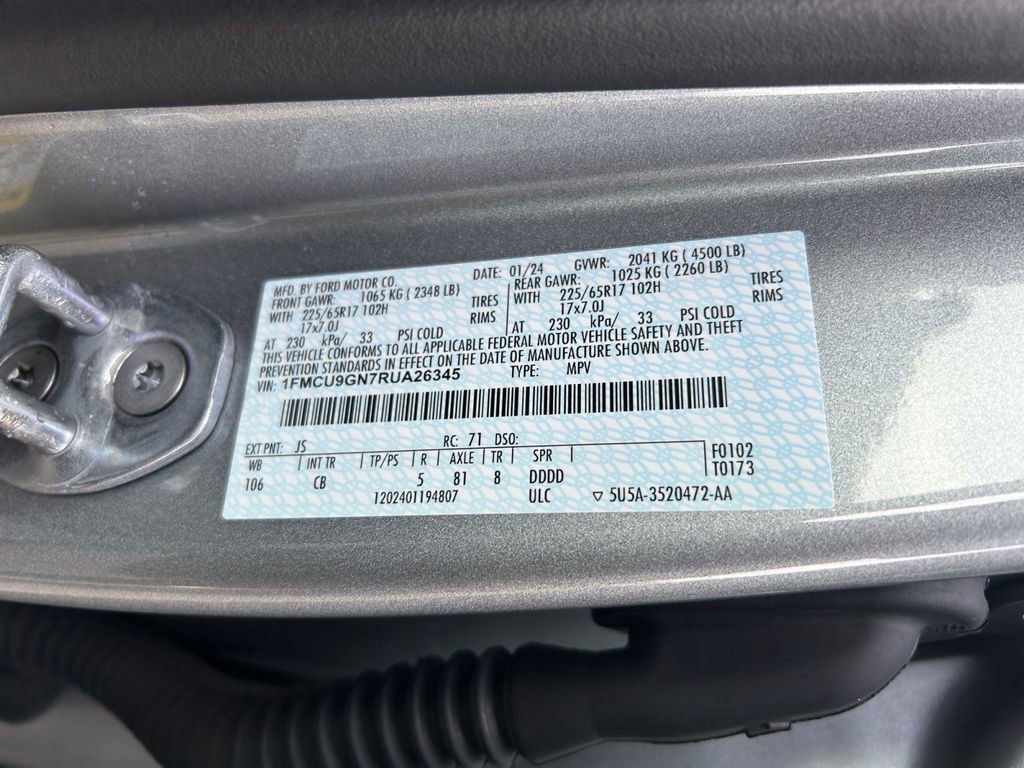 MFD. BY FORD MOTOR CO. DATE: 01/24 GVWR: 2041 KG ( 4500 LB)
FRONT GAWR: 1065 KG ( 2348 LB) REAR GAWR: 1025 KG ( 2260 LB)
WITH 225/65R17 102H TIRES WITH 225/65R17 102H TIRES
17x7.0J RIMS 17x7.0J RIMS
AT 230 kPa/ 33 PSI COLD AT 230 kPa/ 33 PSI COLD
THIS VEHICLE CONFORMS TO ALL APPLICABLE FEDERAL MOTOR VEHICLE SAFETY AND THEFT
PREVENTION STANDARDS IN EFFECT ON THE DATE OF MANUFACTURE SHOWN ABOVE.
VIN: 1FMCU9GN7RUA26345 TYPE: MPV
EXT PNT: JS RC: 71 DSO:
WB INT TR TP/PS R AXLE TR SPR F0102
106 CB 5 81 8 DDDD T0173
1202401194807 ULC ▽ 5U5A-3520472-AA